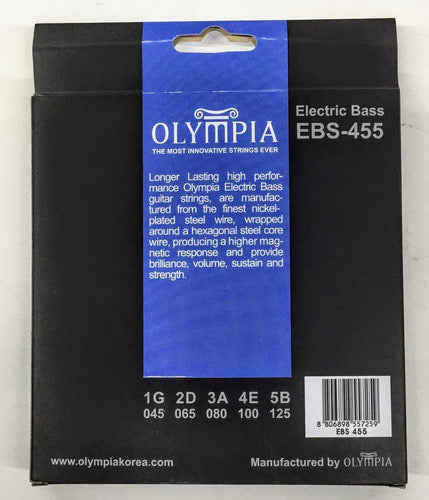 OLYMPIA
THE MOST INNOVATIVE STRINGS EVER
Electric Bass
EBS-455
Longer Lasting high perfor-
mance Olympia Electric Bass
guitar strings, are manufac-
tured from the finest nickel-
plated steel wire, wrapped
around a hexagonal steel core
wire, producing a higher mag-
netic response and provide
brilliance, volume, sustain and
strength.
1G 2D 3A 4E 5B
045 065 080 100 125
8 806898 557259
EBS 455
www.olympiakorea.com
Manufactured by OLYMPIA